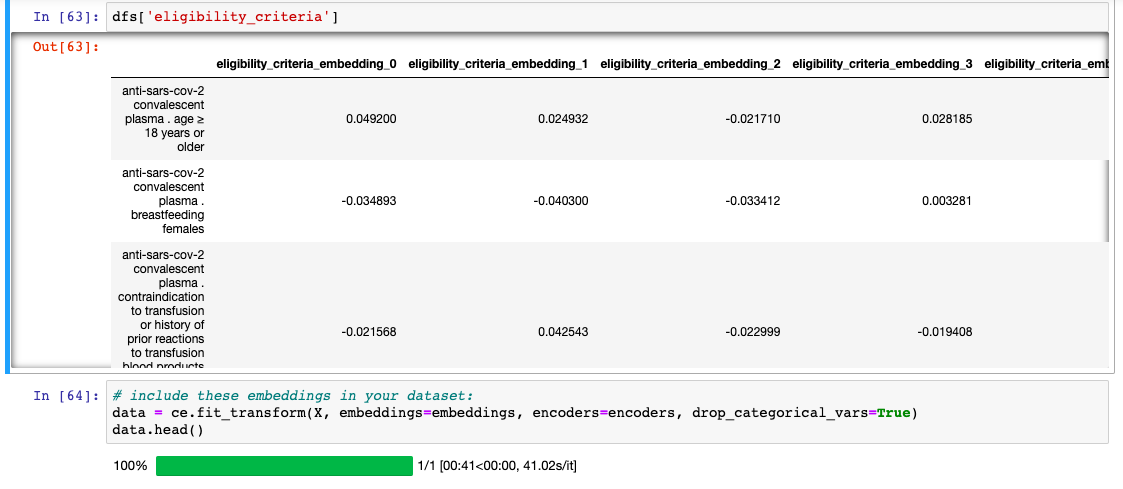 In [63]: dfs['eligibility_criteria']
Out[63]:
eligibility_criteria_embedding_0 eligibility_criteria_embedding_1 eligibility_criteria_embedding_2 eligibility_criteria_embedding_3 eligibility_criteria_emb
anti-sars-cov-2
convalescent
plasma . age ≥ 0.049200 0.024932 -0.021710 0.028185
18 years or
older
anti-sars-cov-2
convalescent
plasma . -0.034893 -0.040300 -0.033412 0.003281
breastfeeding
females
anti-sars-cov-2
convalescent
plasma .
contraindication
to transfusion
or history of -0.021568 0.042543 -0.022999 -0.019408
prior reactions
to transfusion
blood products
In [64]: # include these embeddings in your dataset:
data = ce.fit_transform(X, embeddings=embeddings, encoders=encoders, drop_categorical_vars=True)
data.head()
100% 1/1 [00:41<00:00, 41.02s/it]